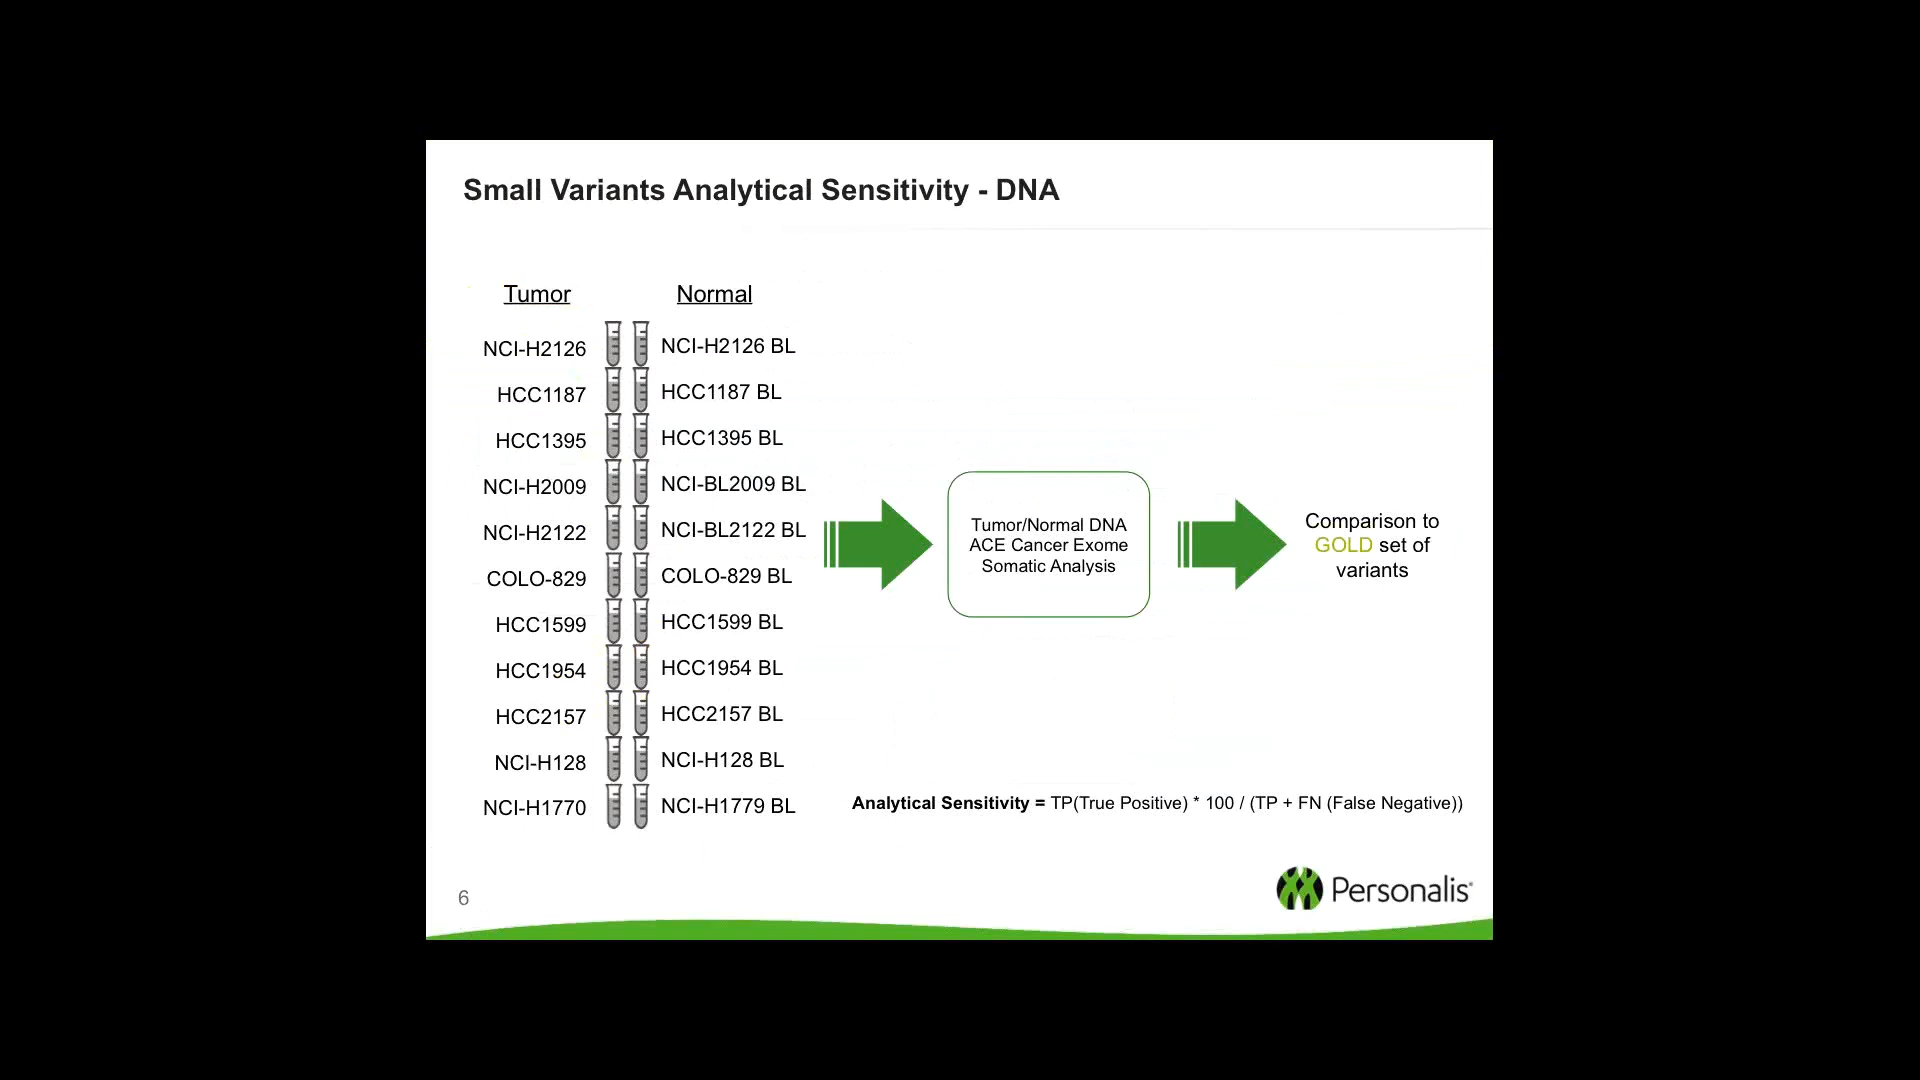 Small Variants Analytical Sensitivity - DNA
Tumor
Normal
NCI-H2126
NCI-H2126 BL
HCC1187
HCC1187 BL
HCC1395
HCC1395 BL
NCI-H2009
NCI-BL2009 BL
NCI-H2122
NCI-BL2122 BL
COLO-829
COLO-829 BL
HCC1599
HCC1599 BL
HCC1954
HCC1954 BL
HCC2157
HCC2157 BL
NCI-H128
NCI-H128 BL
NCI-H1770
NCI-H1779 BL
Tumor/Normal DNA
ACE Cancer Exome
Somatic Analysis
Comparison to
GOLD set of
variants
Analytical Sensitivity = TP(True Positive) * 100 / (TP + FN (False Negative))
6
Personalis